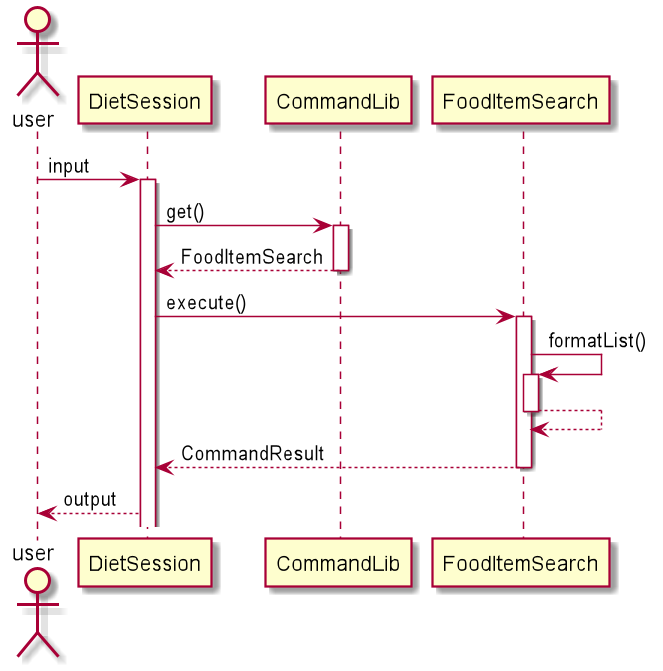 user
DietSession
CommandLib
FoodItemSearch
input
get()
FoodItemSearch
execute()
formatList()
CommandResult
output
user
DietSession
CommandLib
FoodItemSearch